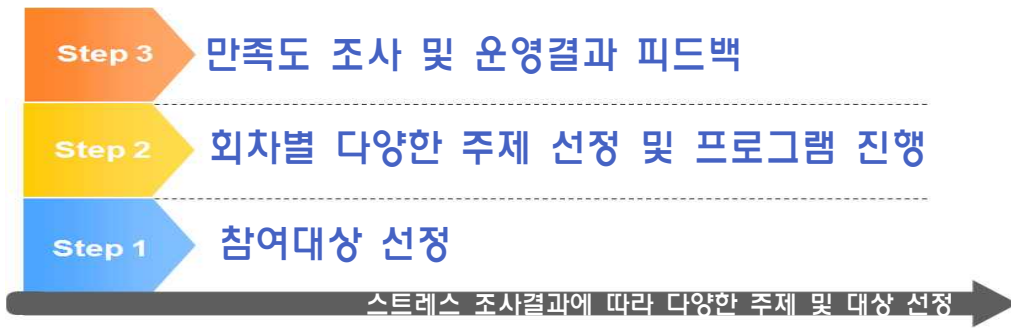 Step 3 만족도 조사 및 운영결과 피드백
Step 2 회차별 다양한 주제 선정 및 프로그램 진행
Step 1 참여대상 선정
스트레스 조사결과에 따라 다양한 주제 및 대상 선정